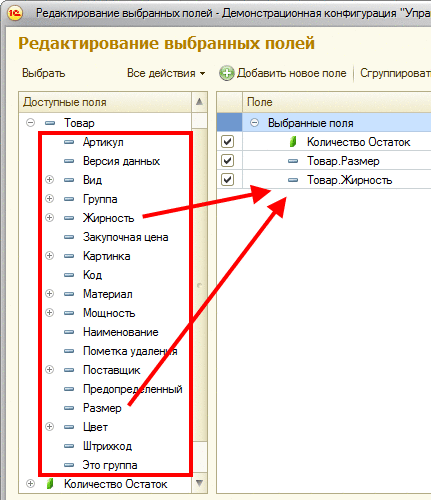 1С Редактирование выбранных полей - Демонстрационная конфигурация "Упра
Редактирование выбранных полей
Выбрать Все действия Добавить новое поле Сгруппироват
Доступные поля
Товар
Артикул
Версия данных
Вид
Группа
Жирность
Закупочная цена
Картинка
Код
Материал
Мощность
Наименование
Пометка удаления
Поставщик
Предопределенный
Размер
Цвет
Штрихкод
Это группа
Количество Остаток
Поле
Выбранные поля
Количество Остаток
Товар.Размер
Товар.Жирность